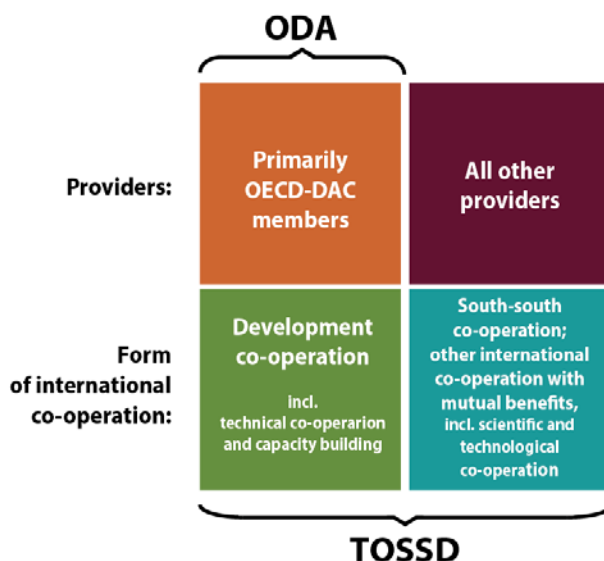 ODA
Providers:
Primarily
OECD-DAC
members
All other
providers
Form
of international
co-operation:
Development
co-operation
incl.
technical co-operarion
and capacity building
South-south
co-operation;
other international
co-operation with
mutual benefits,
incl. scientific and
technological
co-operation
TOSSD